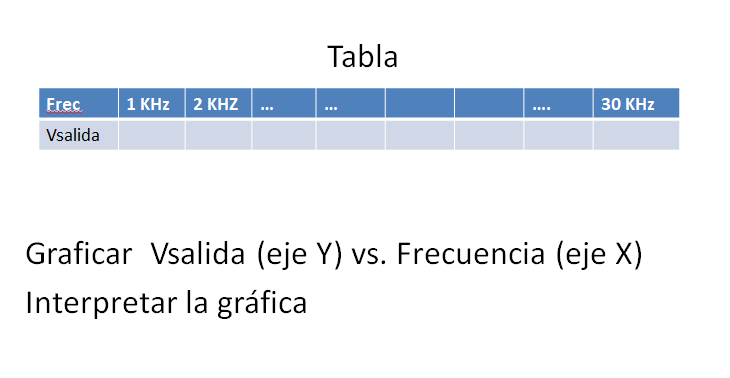 Tabla
Frec 1 KHz 2 KHZ ... ... .... 30 KHz
Vsalida
Graficar Vsalida (eje Y) vs. Frecuencia (eje X)
Interpretar la gráfica